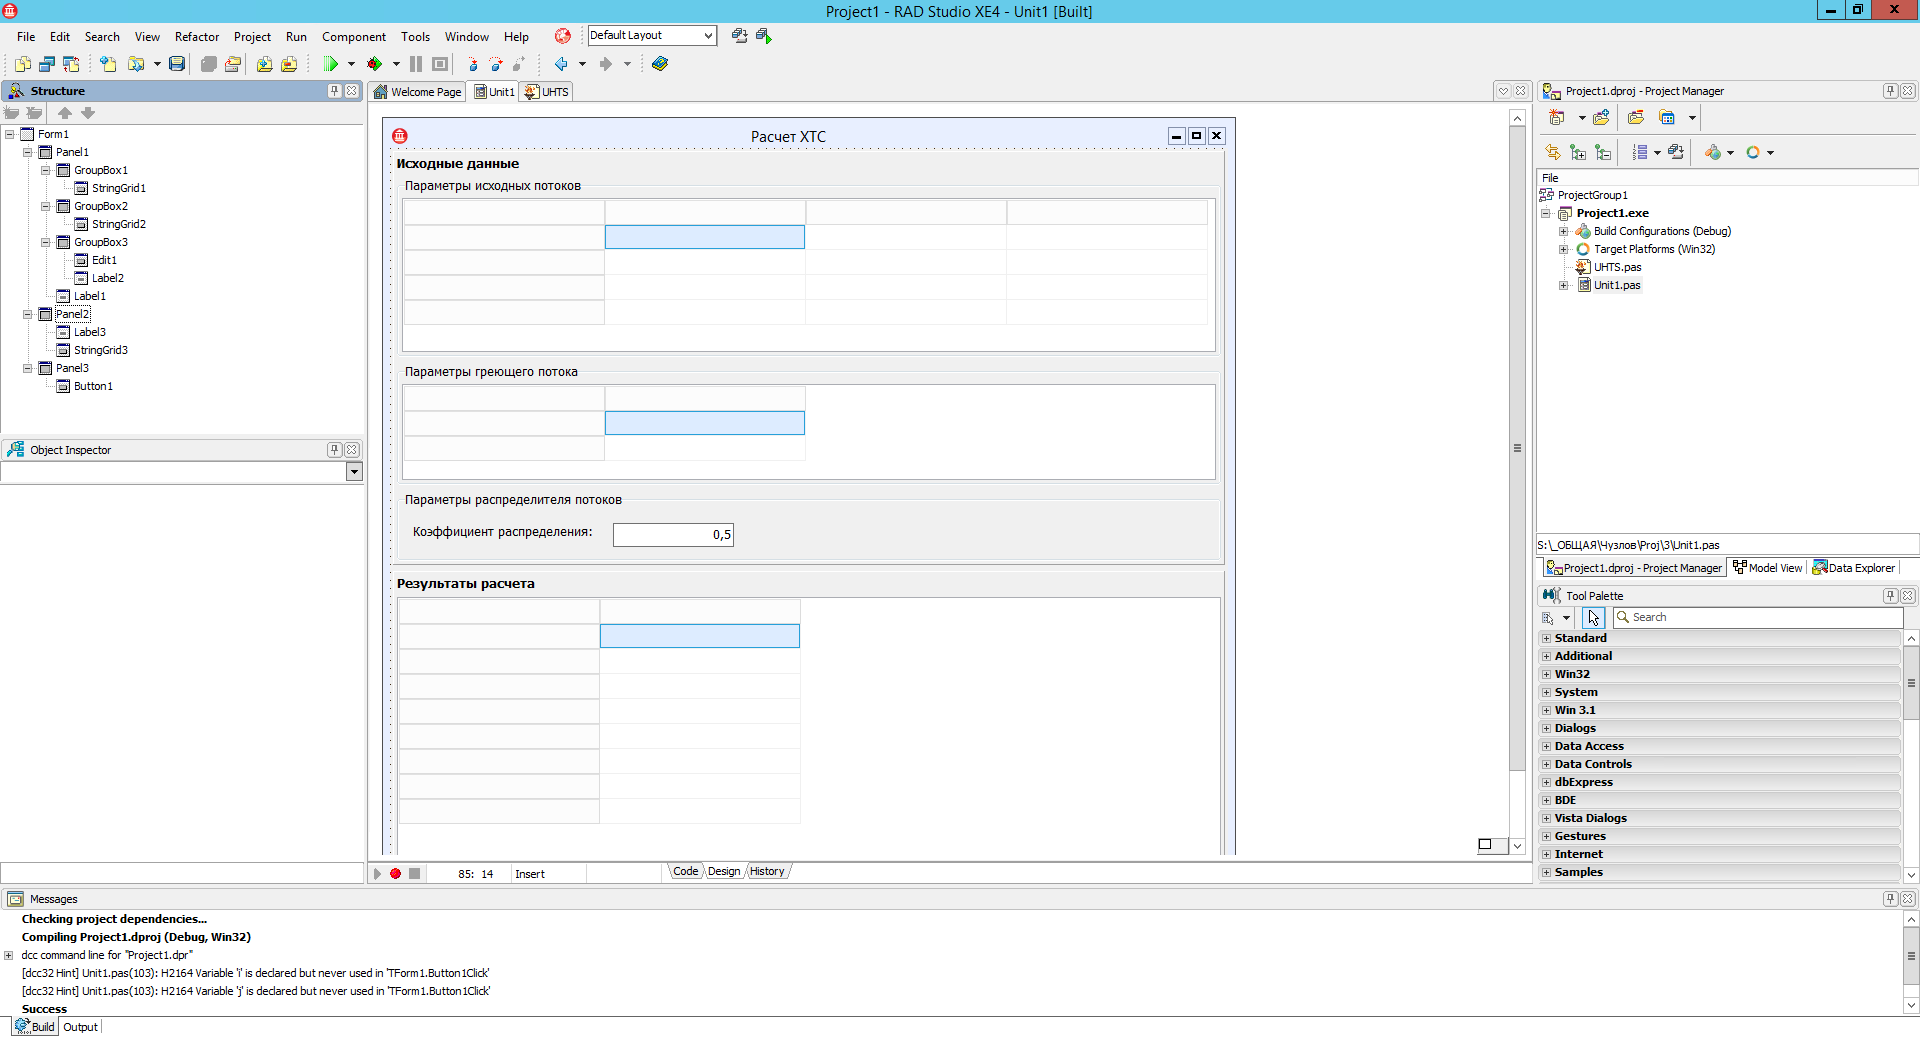 Project1 - RAD Studio XE4 - Unit1 [Built]
File Edit Search View Refactor Project Run Component Tools Window Help
Default Layout
Structure
Form1
Panel1
GroupBox1
StringGrid1
GroupBox2
StringGrid2
GroupBox3
Edit1
Label2
Label1
Panel2
Label3
StringGrid3
Panel3
Button1
Object Inspector
Welcome Page Unit1 UHTS
Расчет ХТС
Исходные данные
Параметры исходных потоков
Параметры греющего потока
Параметры распределителя потоков
Коэффициент распределения: 0,5
Результаты расчета
85: 14 Insert
Code Design History
Project1.dproj - Project Manager
File
ProjectGroup1
Project1.exe
Build Configurations (Debug)
Target Platforms (Win32)
UHTS.pas
Unit1.pas
S:\_ОБЩАЯ\Чузлов\Proj\3\Unit1.pas
Project1.dproj - Project Manager Model View Data Explorer
Tool Palette
Search
Standard
Additional
Win32
System
Win 3.1
Dialogs
Data Access
Data Controls
dbExpress
BDE
Vista Dialogs
Gestures
Internet
Samples
Messages
Checking project dependencies...
Compiling Project1.dproj (Debug, Win32)
dcc command line for "Project1.dpr"
[dcc32 Hint] Unit1.pas(103): H2164 Variable 'i' is declared but never used in 'TForm1.Button1Click'
[dcc32 Hint] Unit1.pas(103): H2164 Variable 'j' is declared but never used in 'TForm1.Button1Click'
Success
Build Output